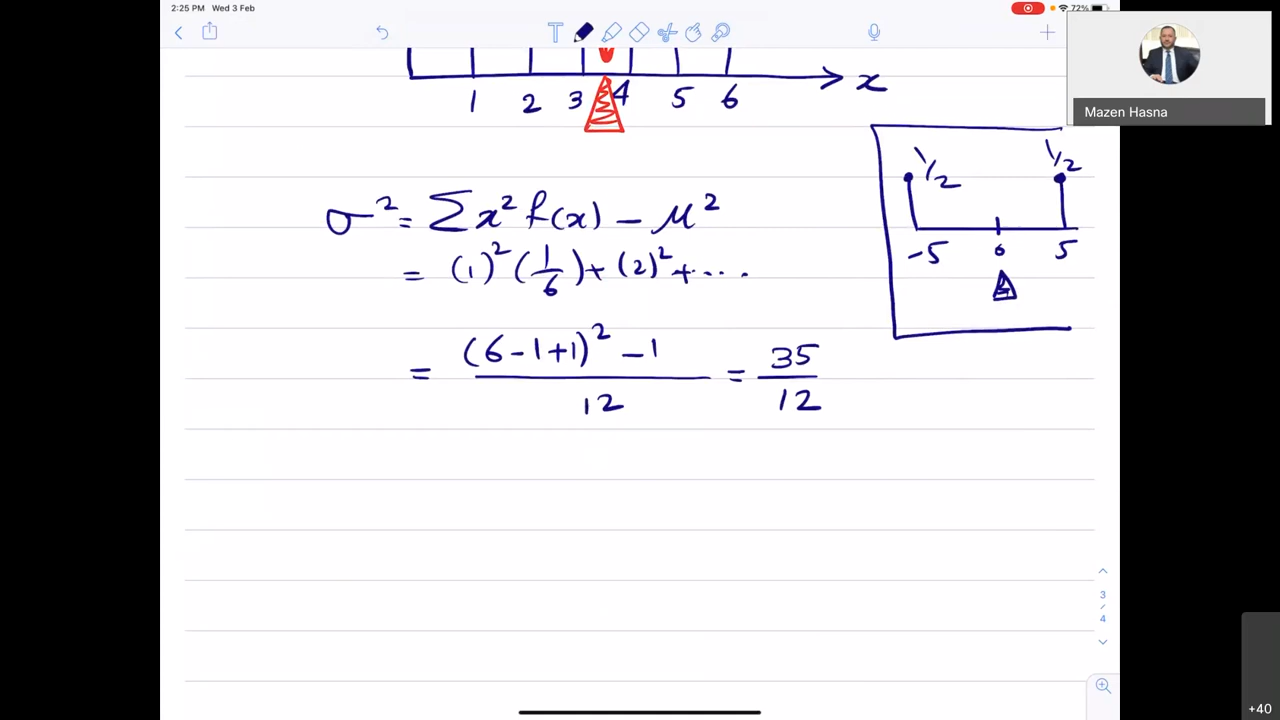 2:25 PM Wed 3 Feb
72%
Mazen Hasna
x
1 2 3 4 5 6
1/2 1/2
-5 0 5
σ² = Σx² f(x) - μ²
= (1)² (1/6) + (2)² + ....
= (6-1+1)² - 1 / 12 = 35/12
3
/
4
T
+40